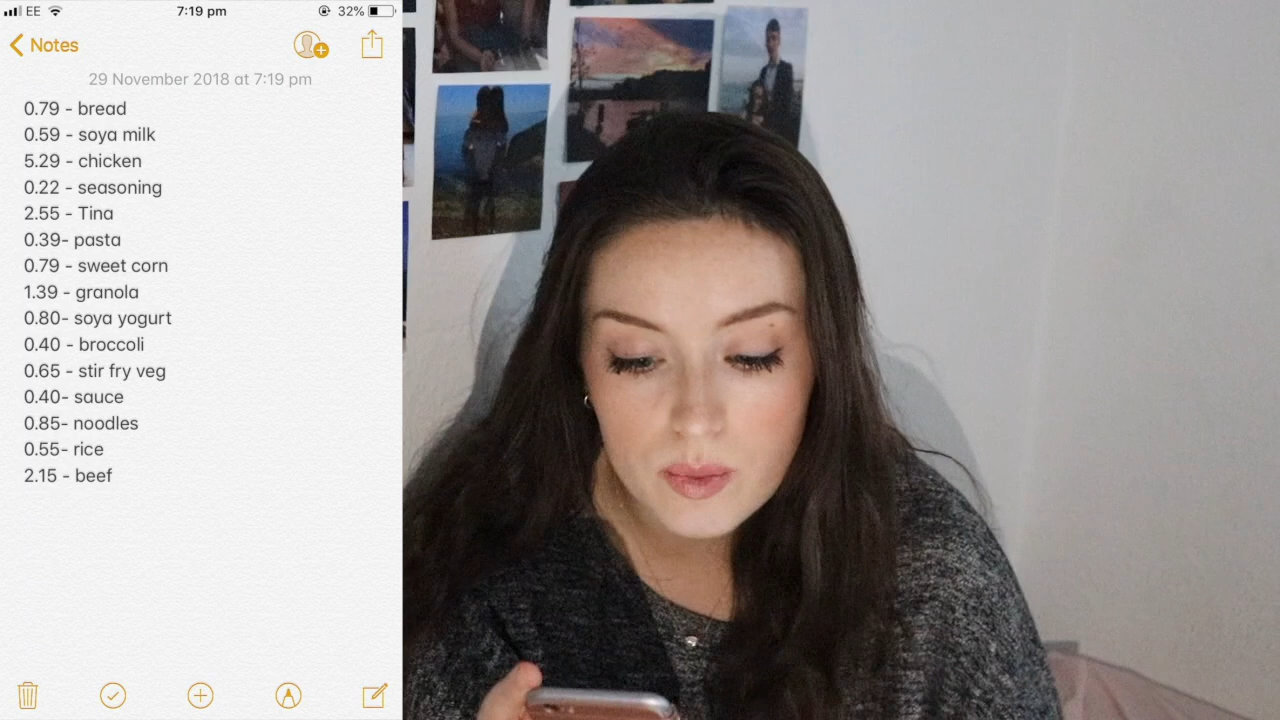 EE 7:19 pm 32%
Notes
29 November 2018 at 7:19 pm
0.79 - bread
0.59 - soya milk
5.29 - chicken
0.22 - seasoning
2.55 - Tina
0.39- pasta
0.79 - sweet corn
1.39 - granola
0.80- soya yogurt
0.40 - broccoli
0.65 - stir fry veg
0.40- sauce
0.85- noodles
0.55- rice
2.15 - beef